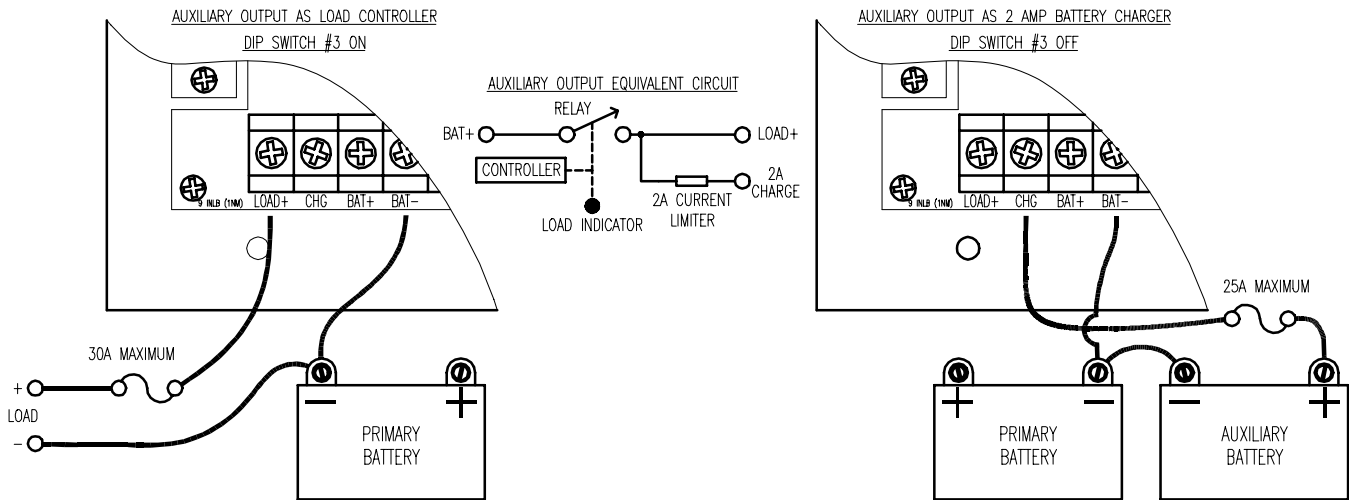 AUXILIARY OUTPUT AS LOAD CONTROLLER
DIP SWITCH #3 ON
9 INLB (1NM)
LOAD+ CHG BAT+ BAT-
30A MAXIMUM
+
LOAD
-
PRIMARY
BATTERY
- +
AUXILIARY OUTPUT EQUIVALENT CIRCUIT
RELAY
BAT+
LOAD+
CONTROLLER
2A
CHARGE
2A CURRENT
LIMITER
LOAD INDICATOR
AUXILIARY OUTPUT AS 2 AMP BATTERY CHARGER
DIP SWITCH #3 OFF
9 INLB (1NM)
LOAD+ CHG BAT+ BAT-
25A MAXIMUM
+ -
PRIMARY
BATTERY
- +
AUXILIARY
BATTERY